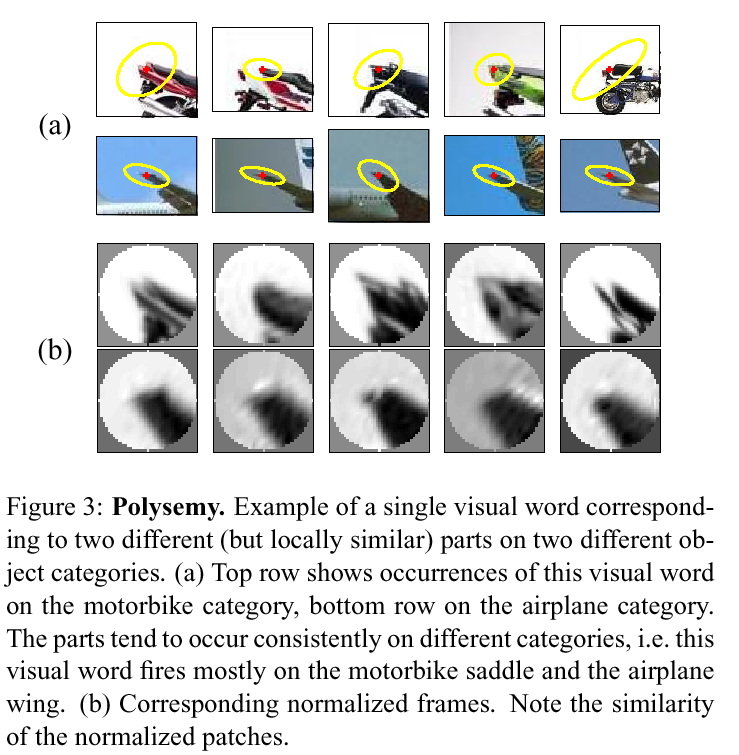 (a)
(b)
Figure 3: Polysemy. Example of a single visual word correspond-
ing to two different (but locally similar) parts on two different ob-
ject categories. (a) Top row shows occurrences of this visual word
on the motorbike category, bottom row on the airplane category.
The parts tend to occur consistently on different categories, i.e. this
visual word fires mostly on the motorbike saddle and the airplane
wing. (b) Corresponding normalized frames. Note the similarity
of the normalized patches.